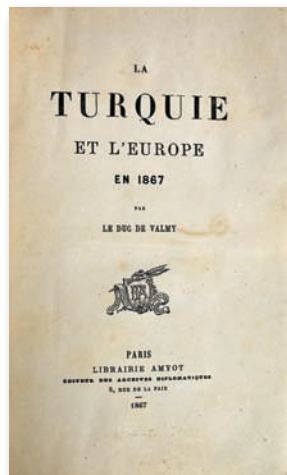 LA
TURQUIE
ET L'EUROPE
EN 1867
PAR
LE DUC DE VALMY
PARIS
LIBRAIRIE AMYOT
ÉDITEUR DES ARCHIVES DIPLOMATIQUES
8, RUE DE LA PAIX
1867